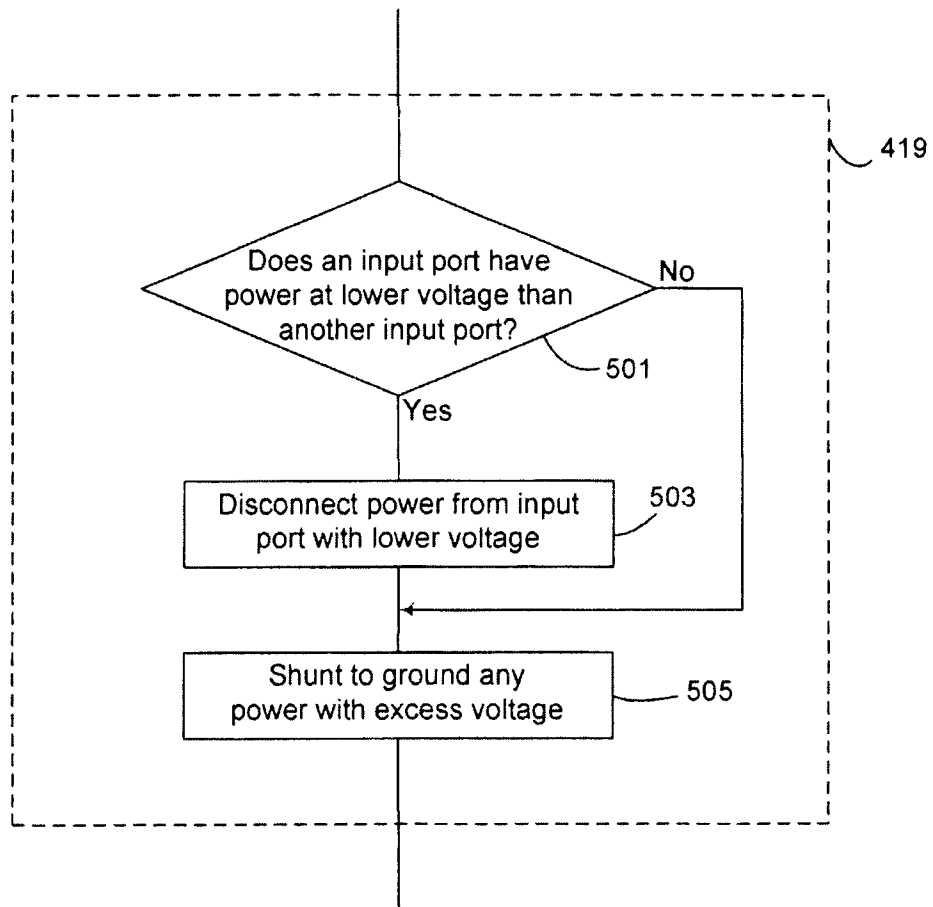 419
Does an input port have
power at lower voltage than
another input port?
No
501
Yes
Disconnect power from input
port with lower voltage
503
Shunt to ground any
power with excess voltage
505